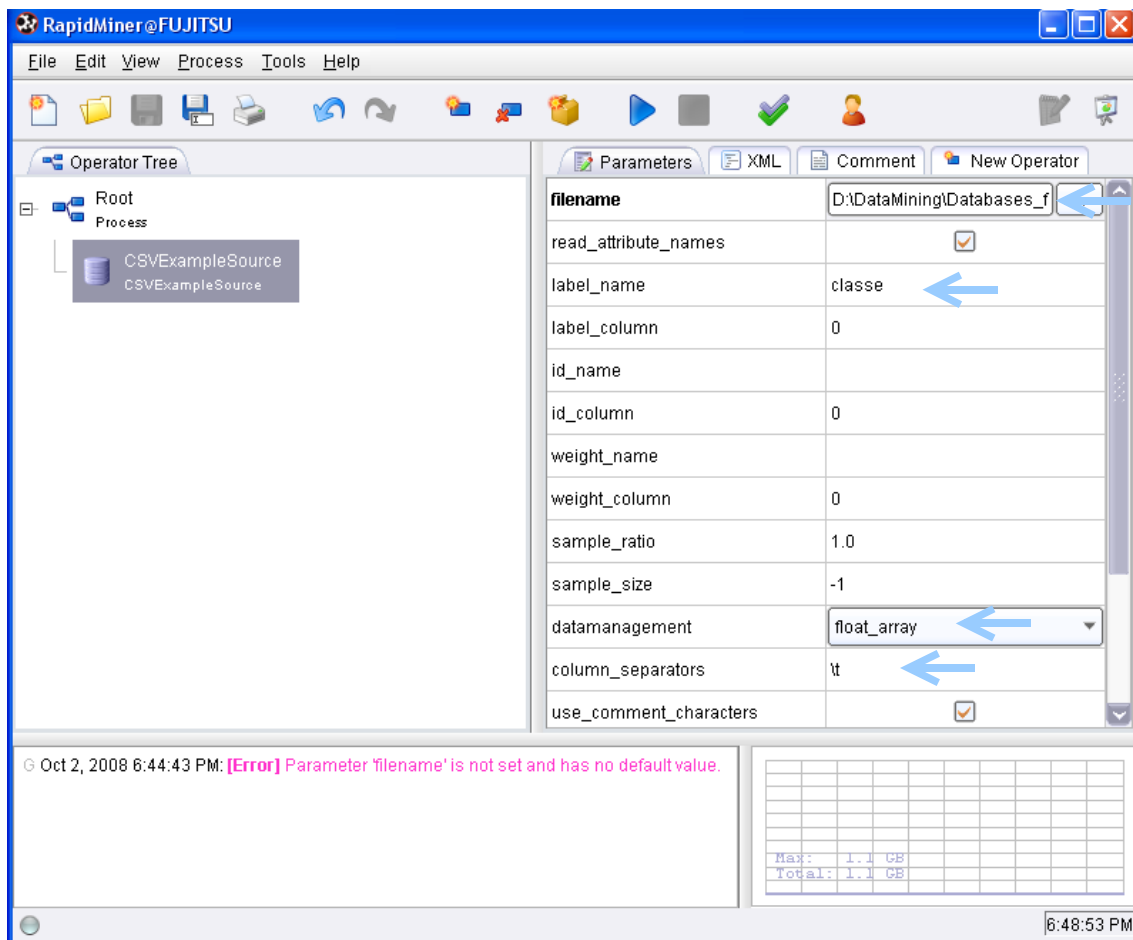 RapidMiner@FUJITSU
File Edit View Process Tools Help
Operator Tree
Root
Process
CSVExampleSource
CSVExampleSource
Parameters XML Comment New Operator
filename D:\DataMining\Databases_f
read_attribute_names
label_name classe
label_column 0
id_name
id_column 0
weight_name
weight_column 0
sample_ratio 1.0
sample_size -1
datamanagement float_array
column_separators \t
use_comment_characters
G Oct 2, 2008 6:44:43 PM: [Error] Parameter 'filename' is not set and has no default value.
Max: 1.1 GB
Total: 1.1 GB
6:48:53 PM